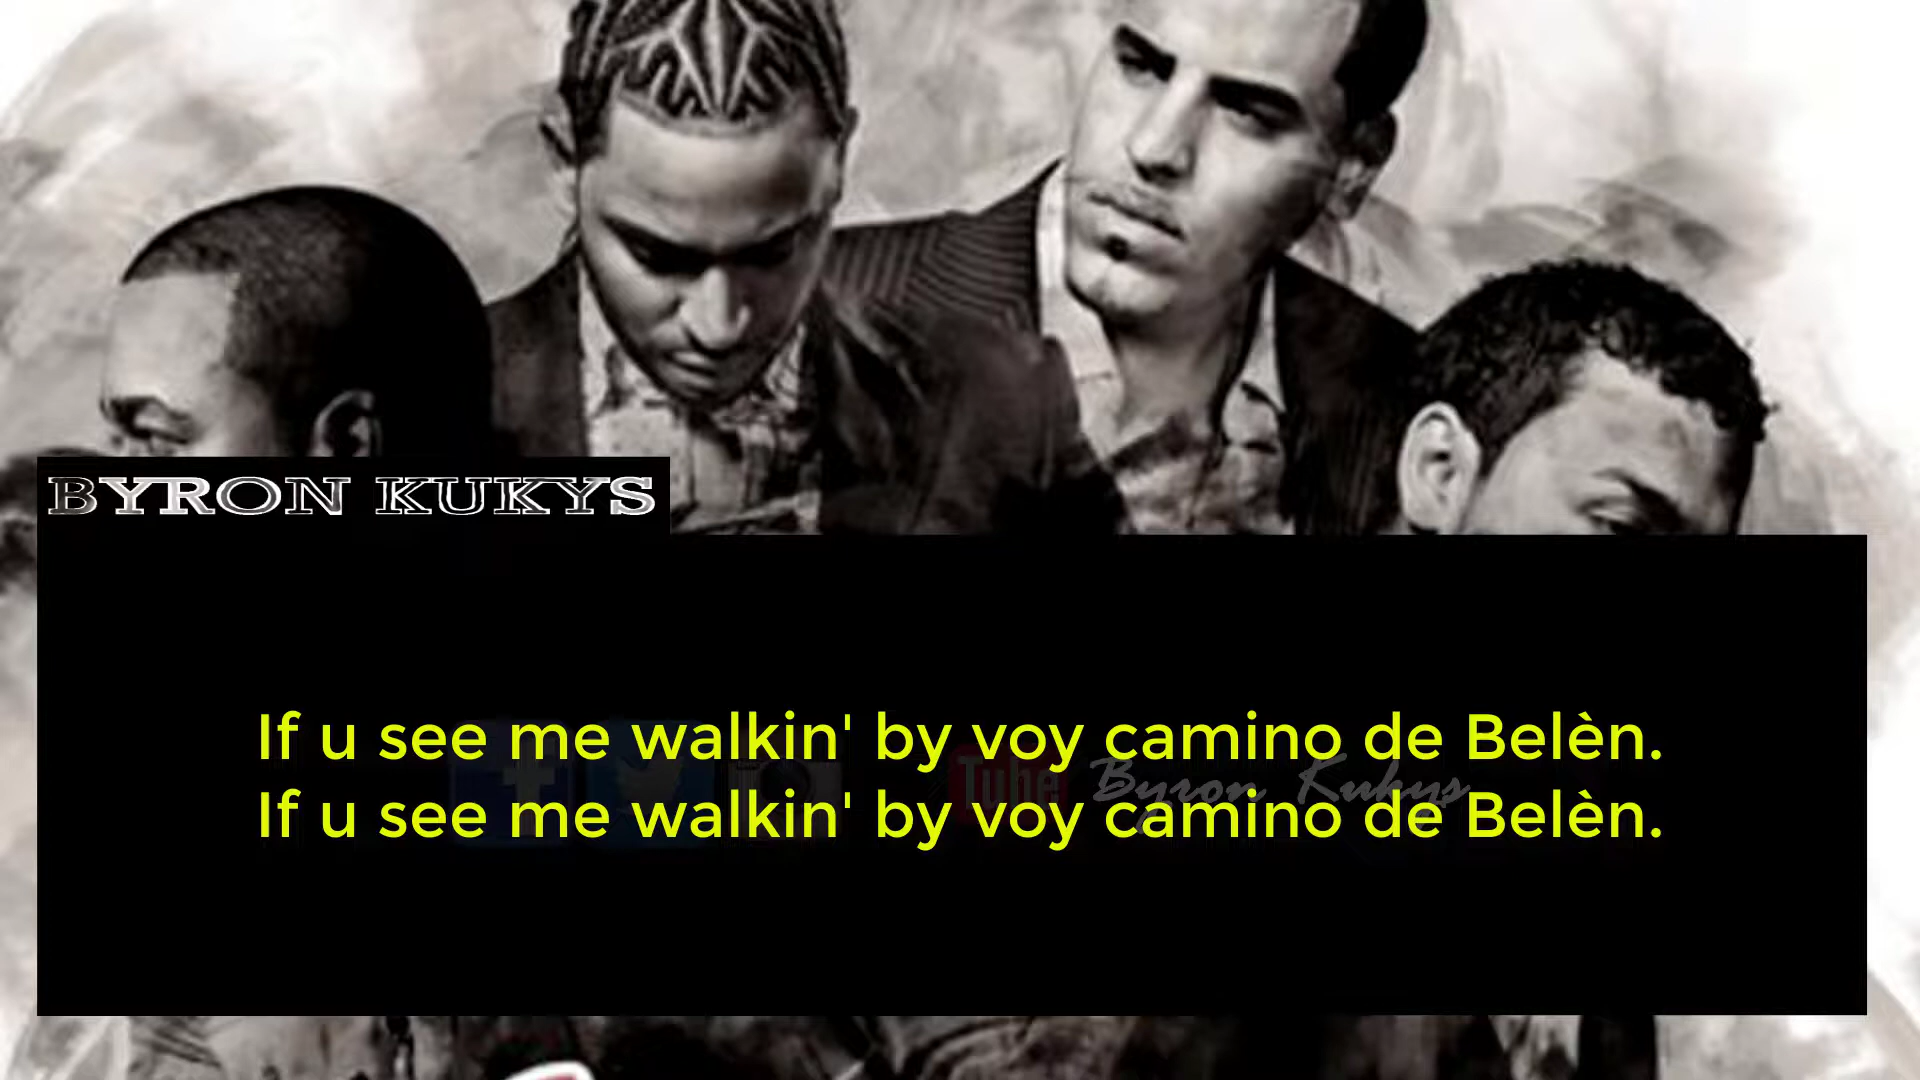 BYRON KUKYS
If u see me walkin' by voy camino de Belèn.
Tube Byron Kukys
If u see me walkin' by voy camino de Belèn.